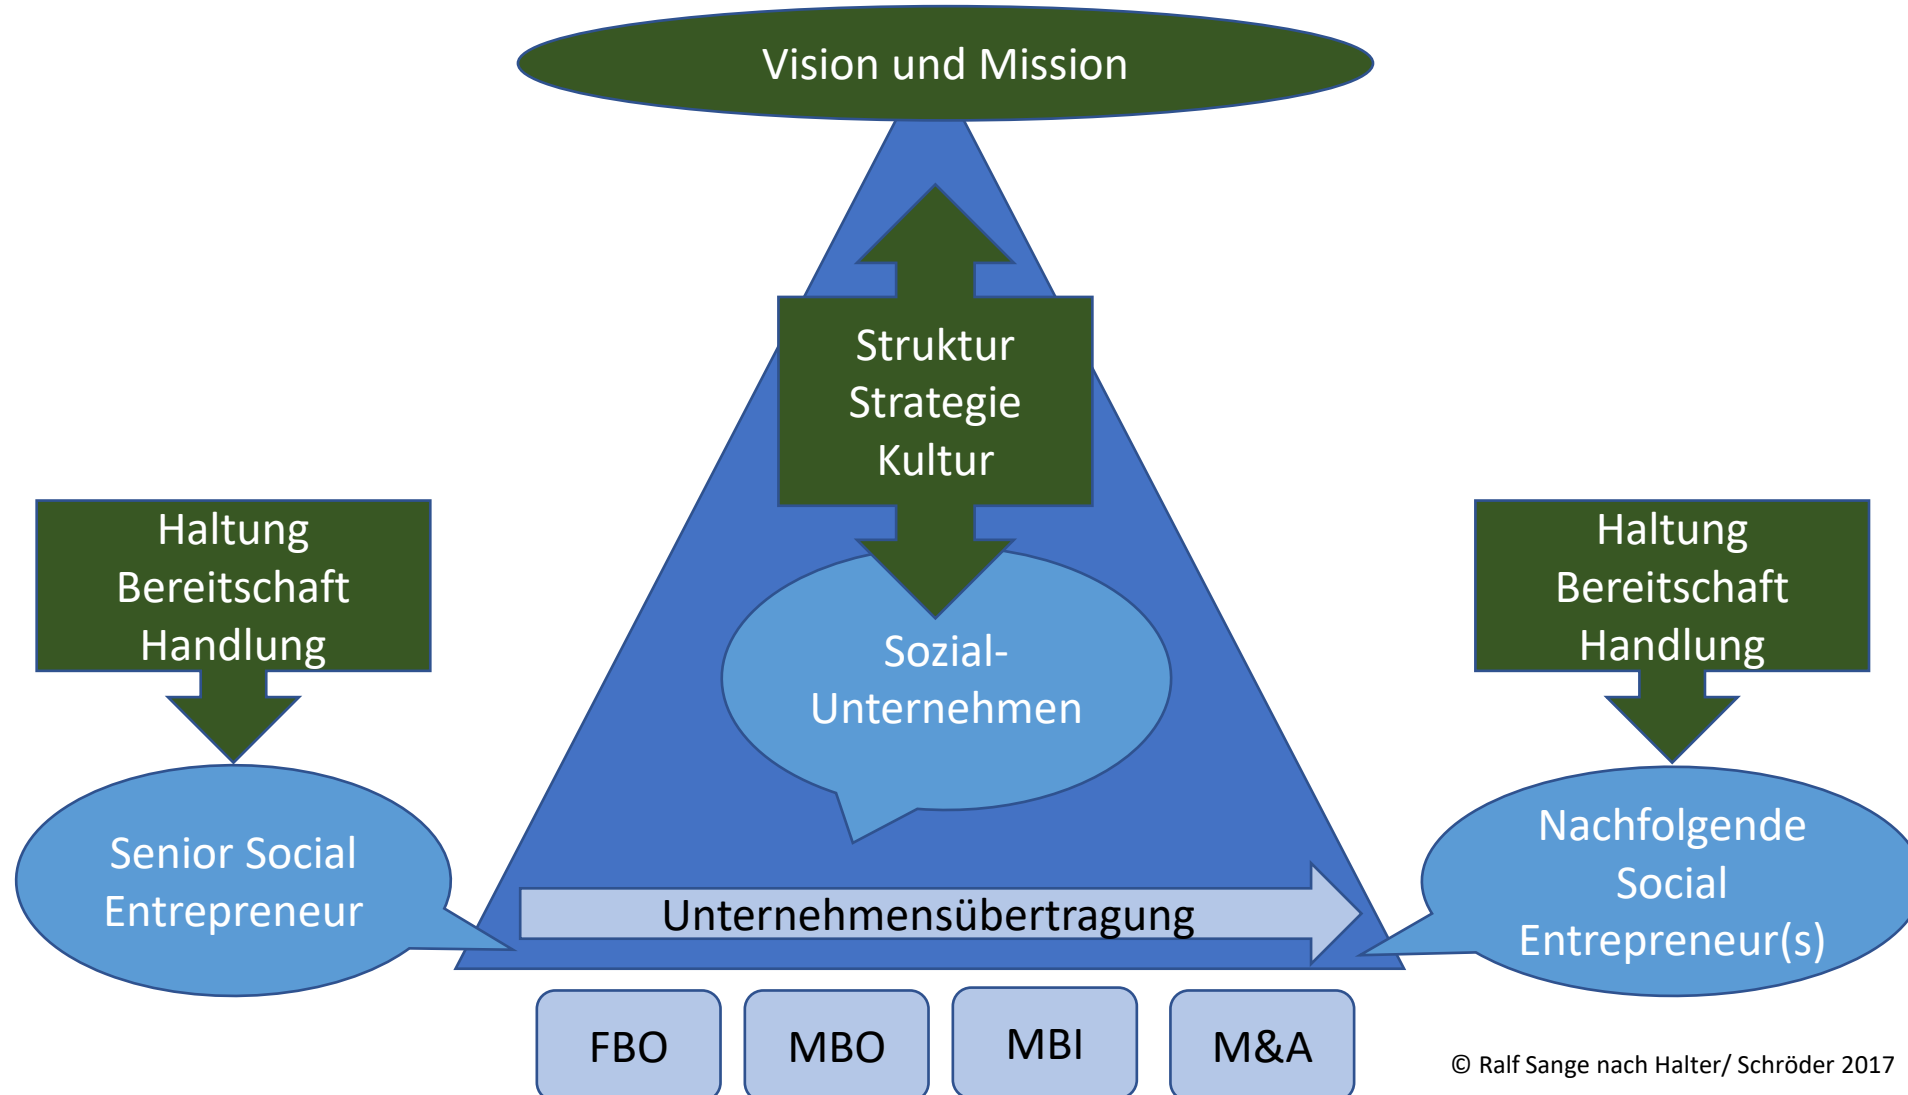 Vision und Mission
Struktur
Strategie
Kultur
Haltung
Bereitschaft
Handlung
Haltung
Bereitschaft
Handlung
Sozial-
Unternehmen
Senior Social
Entrepreneur
Nachfolgende
Social
Entrepreneur(s)
Unternehmensübertragung
FBO
MBO
MBI
M&A
© Ralf Sange nach Halter/ Schröder 2017